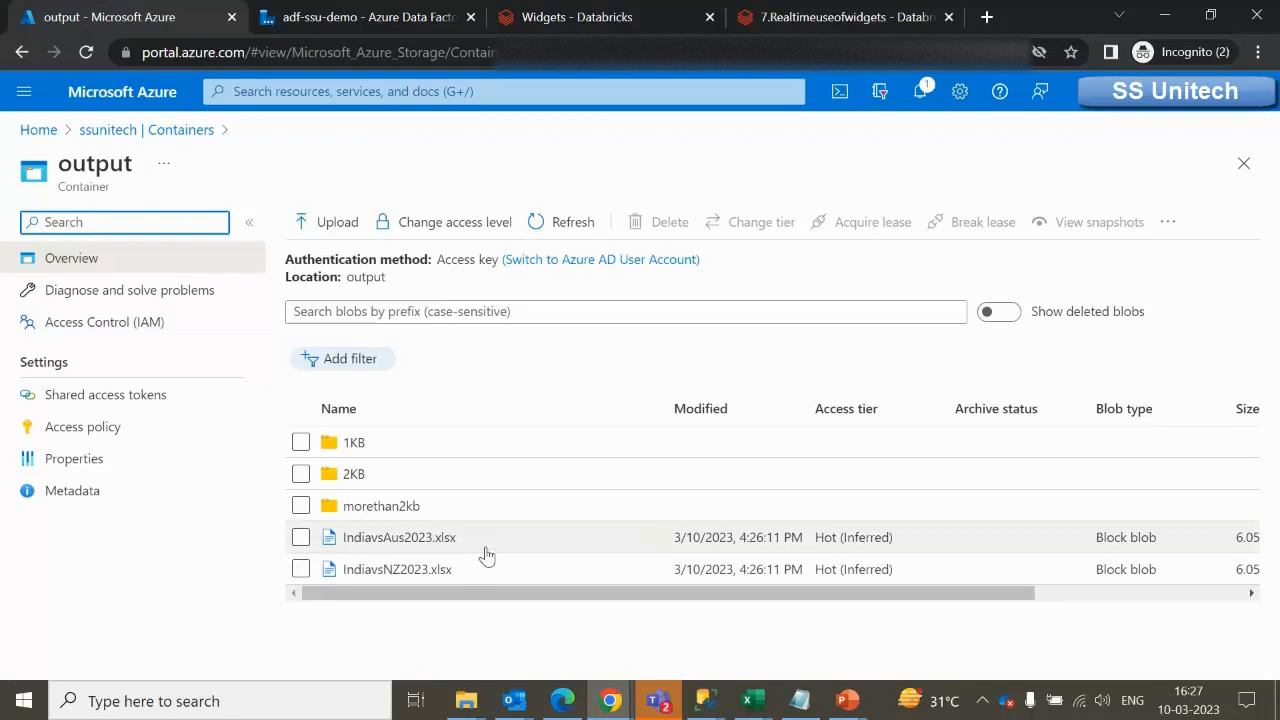 output - Microsoft Azure
adf-ssu-demo - Azure Data Facto
Widgets - Databricks
7.Realtimeuseofwidgets - Databr
portal.azure.com/#view/Microsoft_Azure_Storage/Contain
Incognito (2)
Microsoft Azure
Search resources, services, and docs (G+/)
1
SS Unitech
Home > ssunitech | Containers >
output ...
Container
Search
«
Upload Change access level Refresh Delete Change tier Acquire lease Break lease View snapshots ...
Overview
Diagnose and solve problems
Access Control (IAM)
Settings
Shared access tokens
Access policy
Properties
Metadata
Authentication method: Access key (Switch to Azure AD User Account)
Location: output
Search blobs by prefix (case-sensitive)
Show deleted blobs
Add filter
Name Modified Access tier Archive status Blob type Size
1KB
2KB
morethan2kb
IndiavsAus2023.xlsx 3/10/2023, 4:26:11 PM Hot (Inferred) Block blob 6.05
IndiavsNZ2023.xlsx 3/10/2023, 4:26:11 PM Hot (Inferred) Block blob 6.05
Type here to search
2
31°C
ENG
16:27
10-03-2023